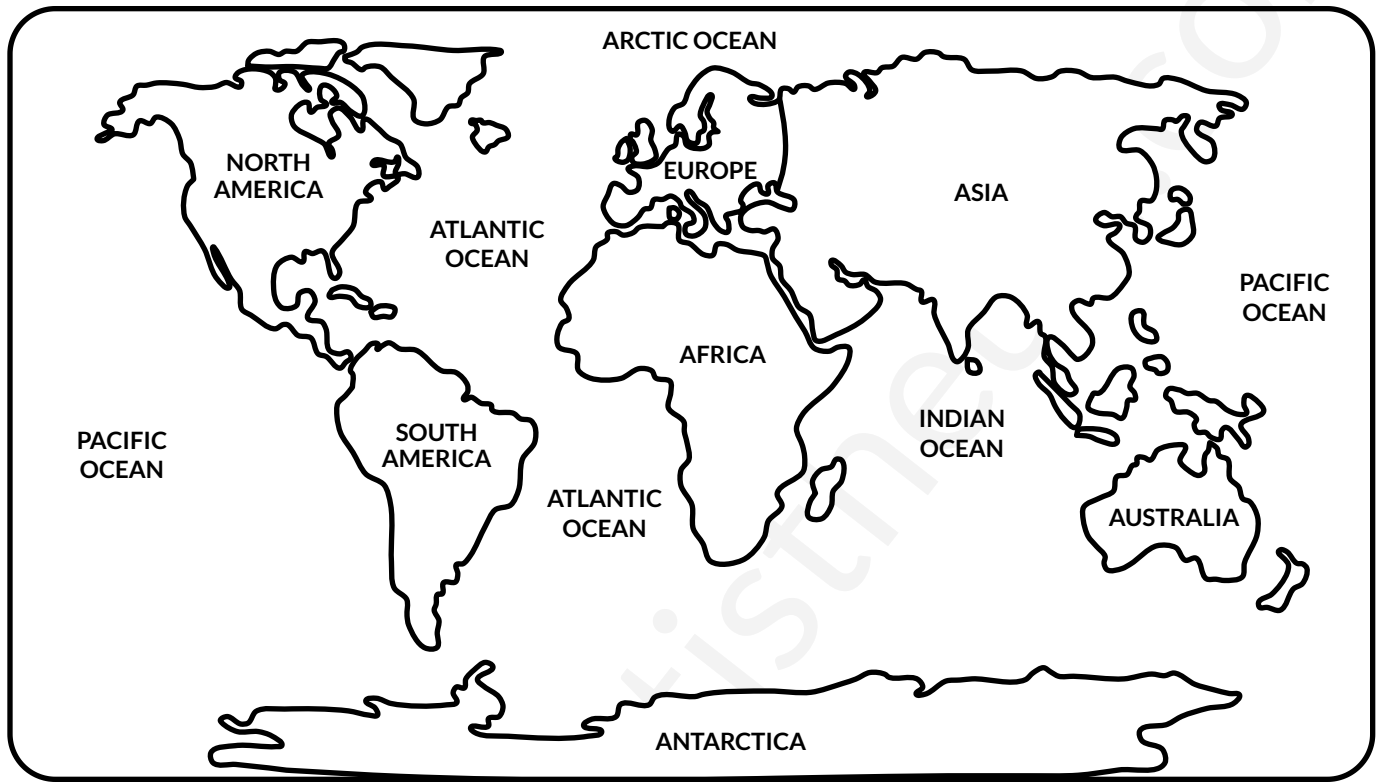 ARCTIC OCEAN
NORTH
AMERICA
EUROPE
ASIA
ATLANTIC
OCEAN
PACIFIC
OCEAN
AFRICA
INDIAN
OCEAN
SOUTH
AMERICA
PACIFIC
OCEAN
ATLANTIC
OCEAN
AUSTRALIA
ANTARCTICA